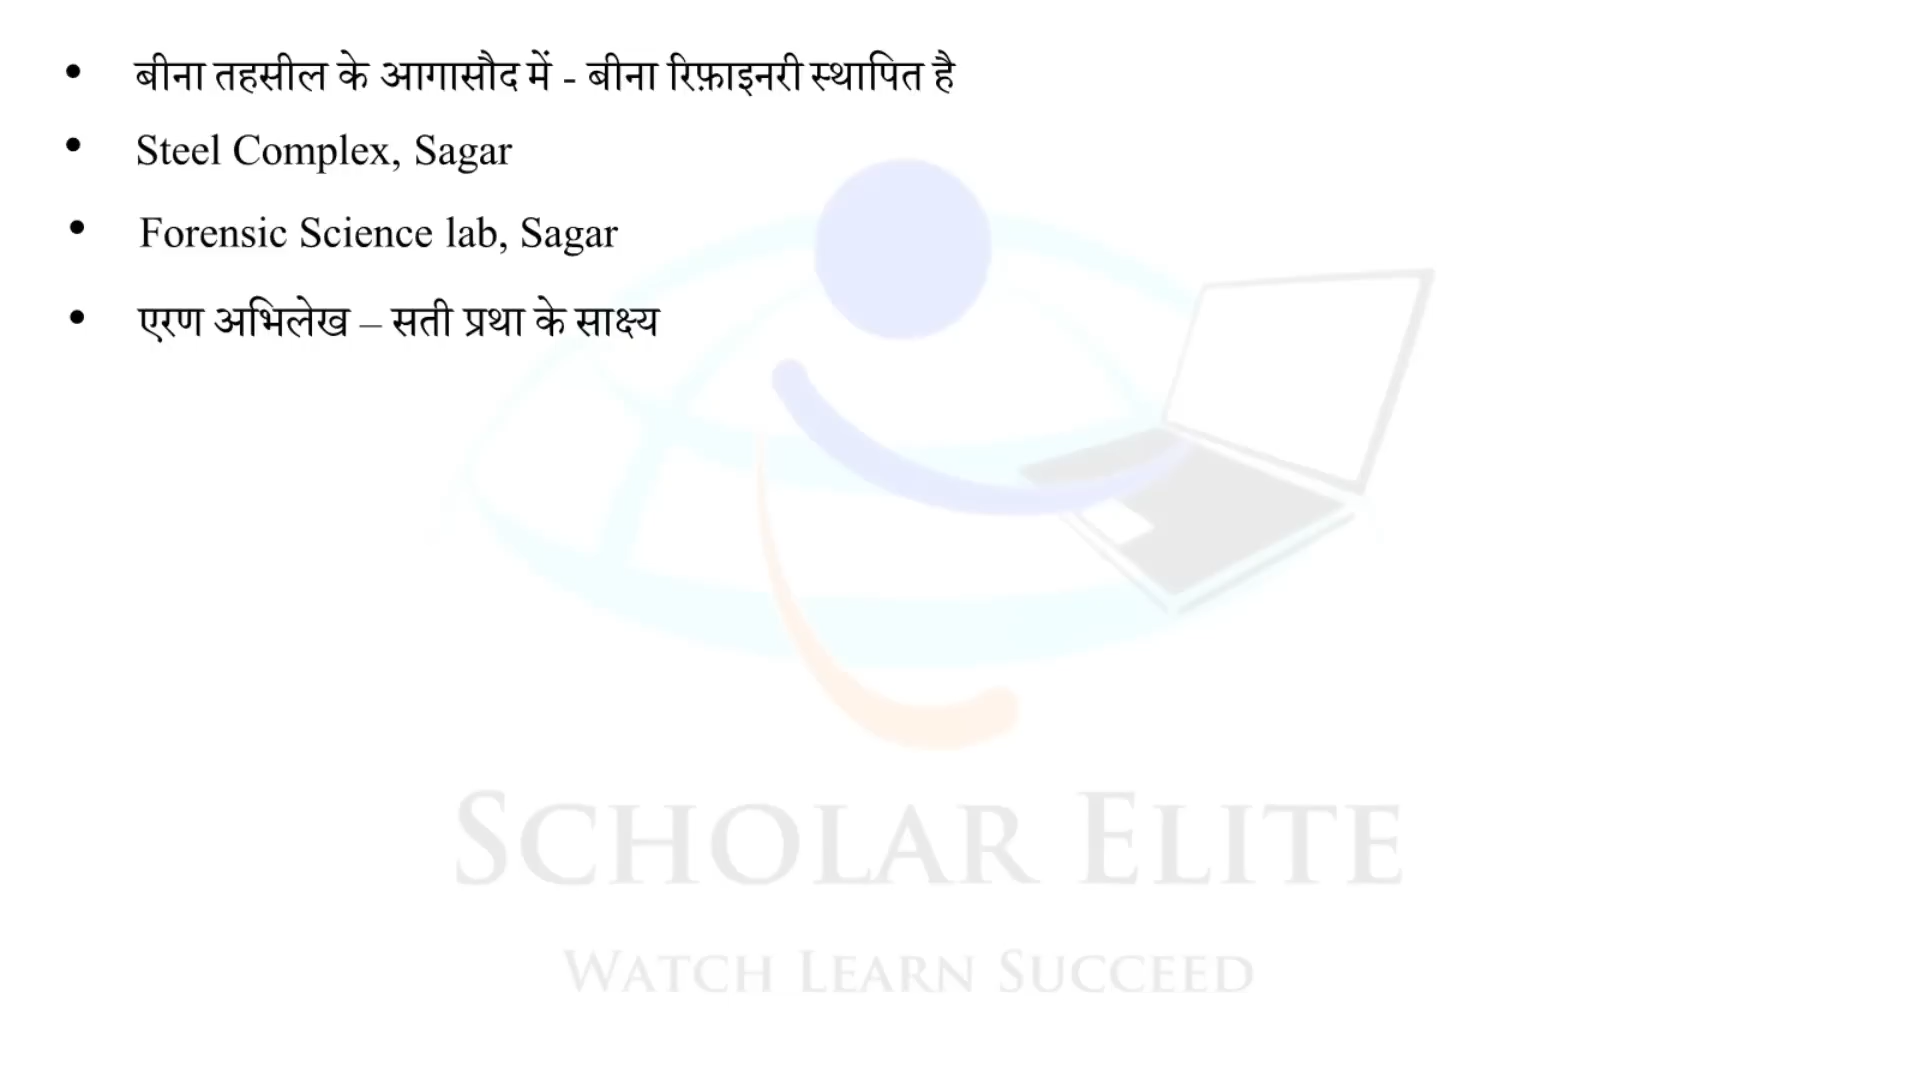 • बीना तहसील के आगासौद में - बीना रिफ़ाइनरी स्थापित है
• Steel Complex, Sagar
• Forensic Science lab, Sagar
• एरण अभिलेख – सती प्रथा के साक्ष्य
SCHOLAR ELITE
WATCH LEARN SUCCEED